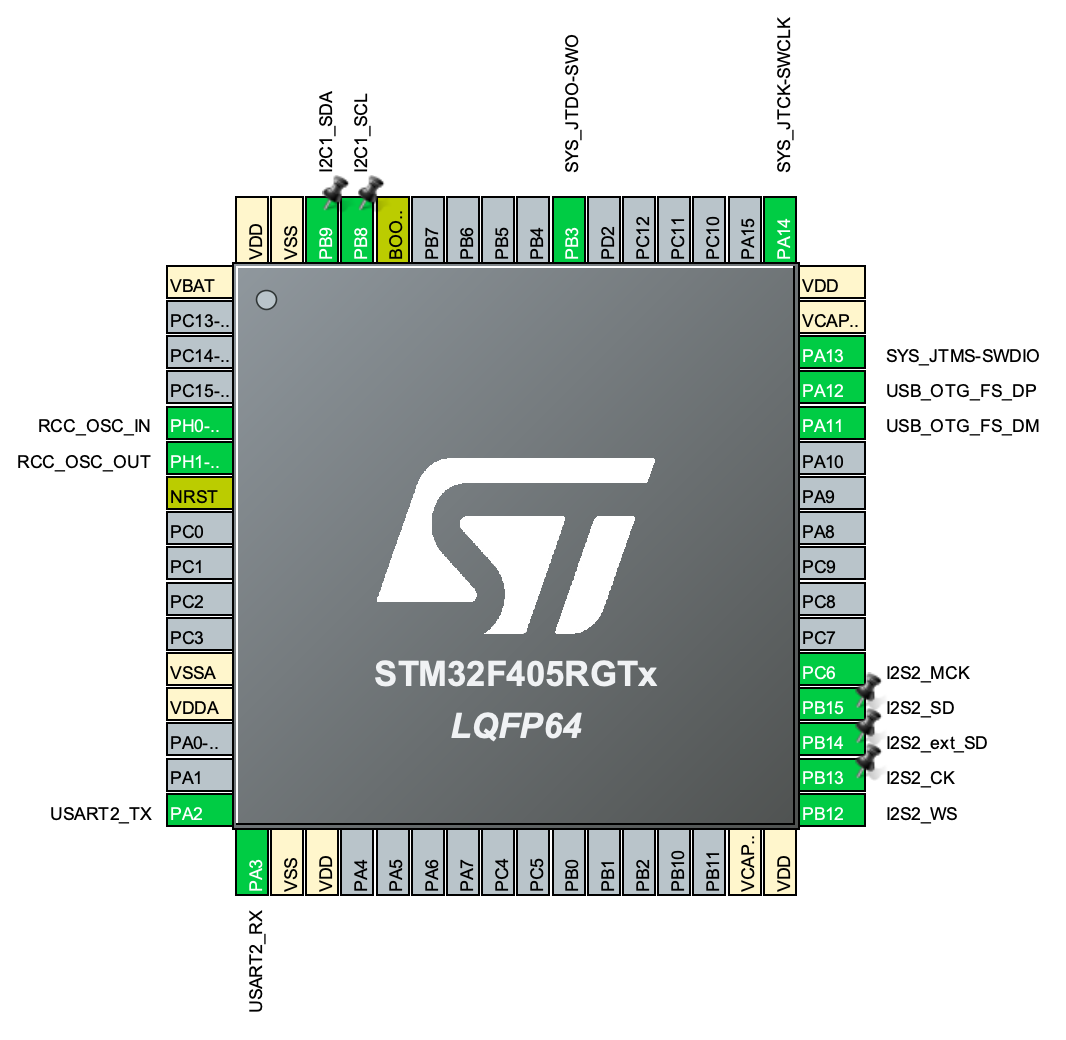 SYS_JTDO-SWO
SYS_JTCK-SWCLK
I2C1_SDA
I2C1_SCL
VDD
VSS
PB9
PB8
BOO..
PB7
PB6
PB5
PB4
PB3
PD2
PC12
PC11
PC10
PA15
PA14
VBAT
PC13-..
PC14-..
PC15-..
RCC_OSC_IN PH0-..
RCC_OSC_OUT PH1-..
NRST
PC0
PC1
PC2
PC3
VSSA
VDDA
PA0-..
PA1
USART2_TX PA2
ST
STM32F405RGTx
LQFP64
VDD
VCAP..
PA13 SYS_JTMS-SWDIO
PA12 USB_OTG_FS_DP
PA11 USB_OTG_FS_DM
PA10
PA9
PA8
PC9
PC8
PC7
PC6 I2S2_MCK
PB15 I2S2_SD
PB14 I2S2_ext_SD
PB13 I2S2_CK
PB12 I2S2_WS
PA3
VSS
VDD
PA4
PA5
PA6
PA7
PC4
PC5
PB0
PB1
PB2
PB10
PB11
VCAP..
VDD
USART2_RX